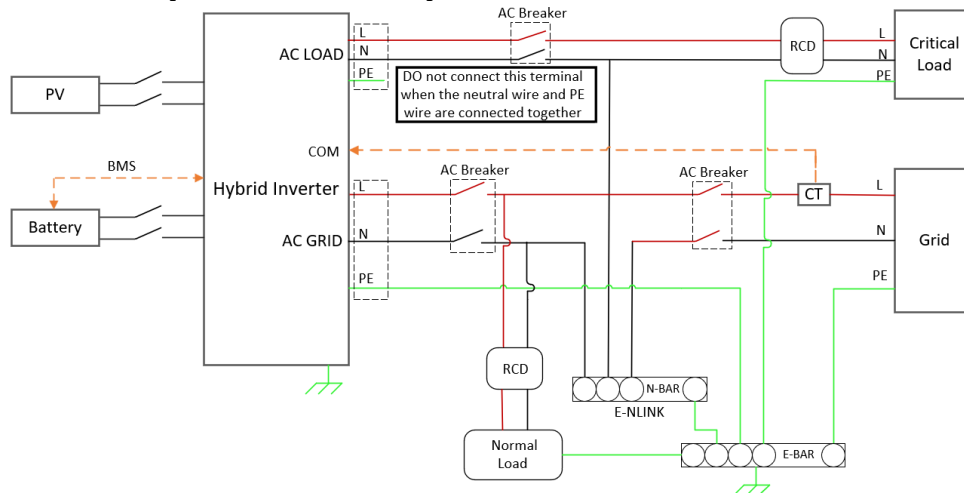 AC Breaker
L
AC LOAD
N
PE
RCD
L
N
PE
Critical
Load
DO not connect this terminal
when the neutral wire and PE
wire are connected together
PV
COM
BMS
Hybrid Inverter
AC Breaker
AC Breaker
L
CT
L
Battery
AC GRID
N
N
Grid
PE
PE
RCD
N-BAR
E-NLINK
Normal
Load
E-BAR